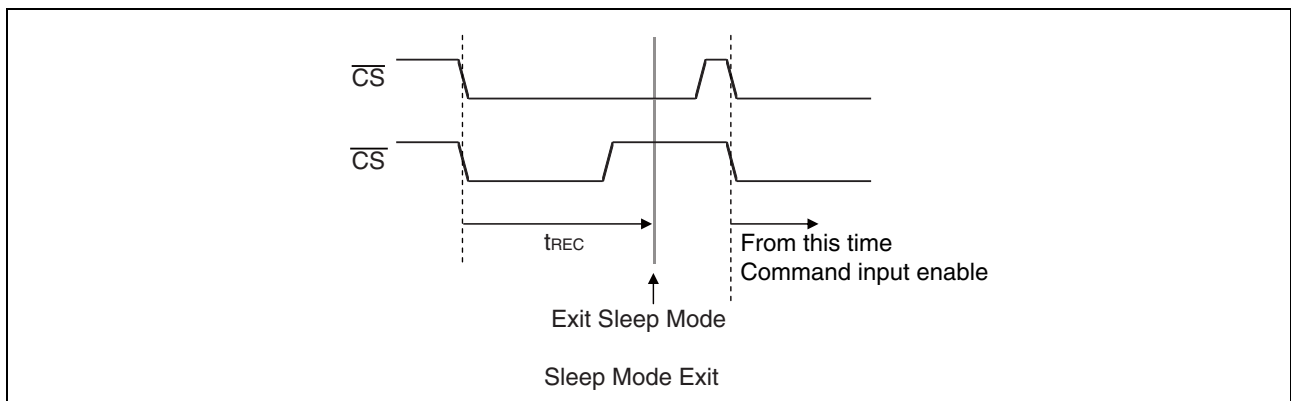 CS
CS
tREC
From this time
Command input enable
Exit Sleep Mode
Sleep Mode Exit